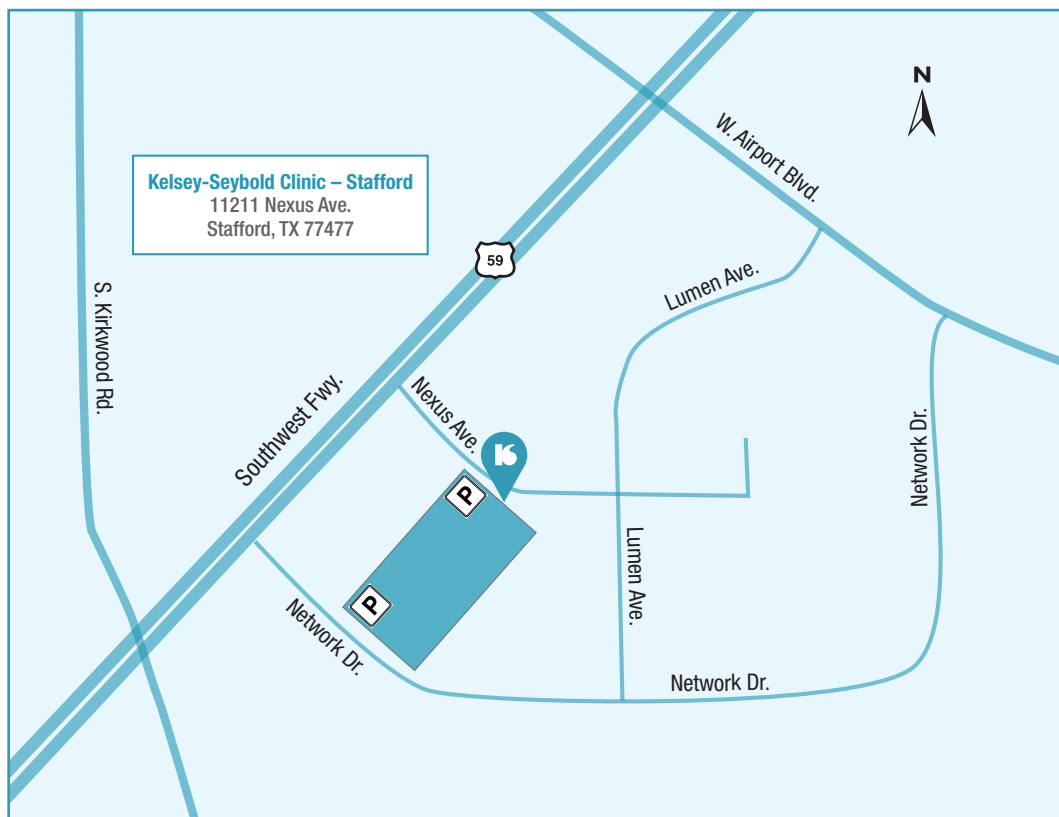 N
W. Airport Blvd.
Kelsey-Seybold Clinic – Stafford
11211 Nexus Ave.
Stafford, TX 77477
59
Lumen Ave.
S. Kirkwood Rd.
Southwest Fwy.
Nexus Ave.
Network Dr.
K
P
Lumen Ave.
P
Network Dr.
Network Dr.